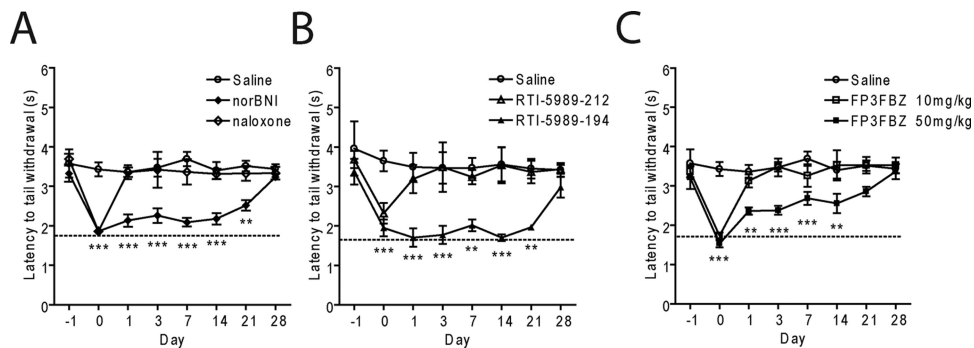 A
Latency to tail withdrawal (s)
6
5
4
3
2
1
0
Saline
norBNI
naloxone
*** *** *** *** *** **
-1 0 1 3 7 14 21 28
Day
B
Latency to tail withdrawal (s)
6
5
4
3
2
1
0
Saline
RTI-5989-212
RTI-5989-194
*** *** *** ** *** **
-1 0 1 3 7 14 21 28
Day
C
Latency to tail withdrawal (s)
6
5
4
3
2
1
0
Saline
FP3FBZ 10mg/kg
FP3FBZ 50mg/kg
*** ** *** *** **
-1 0 1 3 7 14 21 28
Day